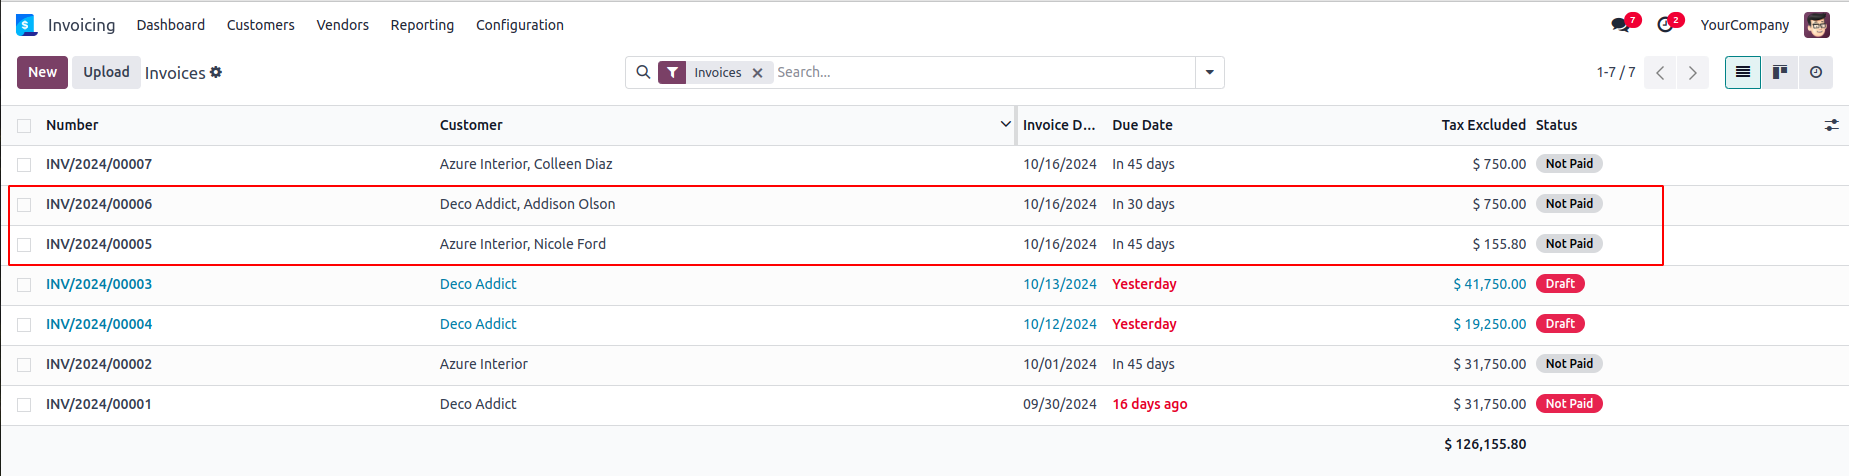 Invoicing Dashboard Customers Vendors Reporting Configuration 7 2 YourCompany
New Upload Invoices Invoices Search... 1-7 / 7
Number Customer Invoice D... Due Date Tax Excluded Status
INV/2024/00007 Azure Interior, Colleen Diaz 10/16/2024 In 45 days $ 750.00 Not Paid
INV/2024/00006 Deco Addict, Addison Olson 10/16/2024 In 30 days $ 750.00 Not Paid
INV/2024/00005 Azure Interior, Nicole Ford 10/16/2024 In 45 days $ 155.80 Not Paid
INV/2024/00003 Deco Addict 10/13/2024 Yesterday $ 41,750.00 Draft
INV/2024/00004 Deco Addict 10/12/2024 Yesterday $ 19,250.00 Draft
INV/2024/00002 Azure Interior 10/01/2024 In 45 days $ 31,750.00 Not Paid
INV/2024/00001 Deco Addict 09/30/2024 16 days ago $ 31,750.00 Not Paid
$ 126,155.80